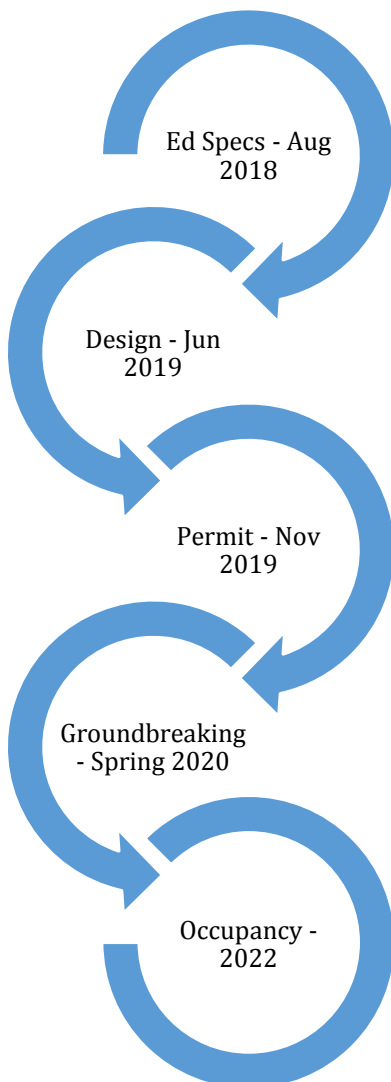 Ed Specs - Aug
2018
Design - Jun
2019
Permit - Nov
2019
Groundbreaking
- Spring 2020
Occupancy -
2022